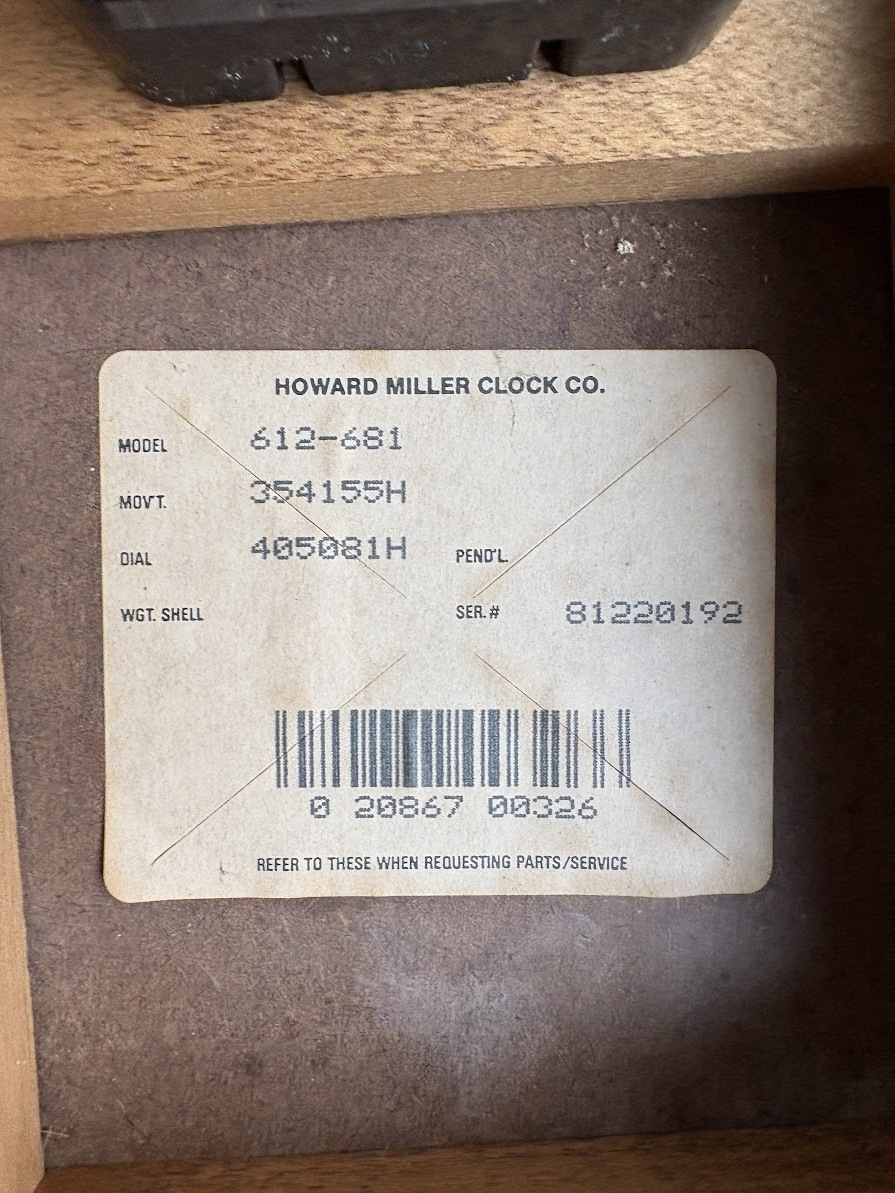 HOWARD MILLER CLOCK CO.
MODEL 612-681
MOV'T. 354155H
DIAL 405081H PEND'L
WGT. SHELL SER.# 81220192
0 20867 00326
REFER TO THESE WHEN REQUESTING PARTS/SERVICE